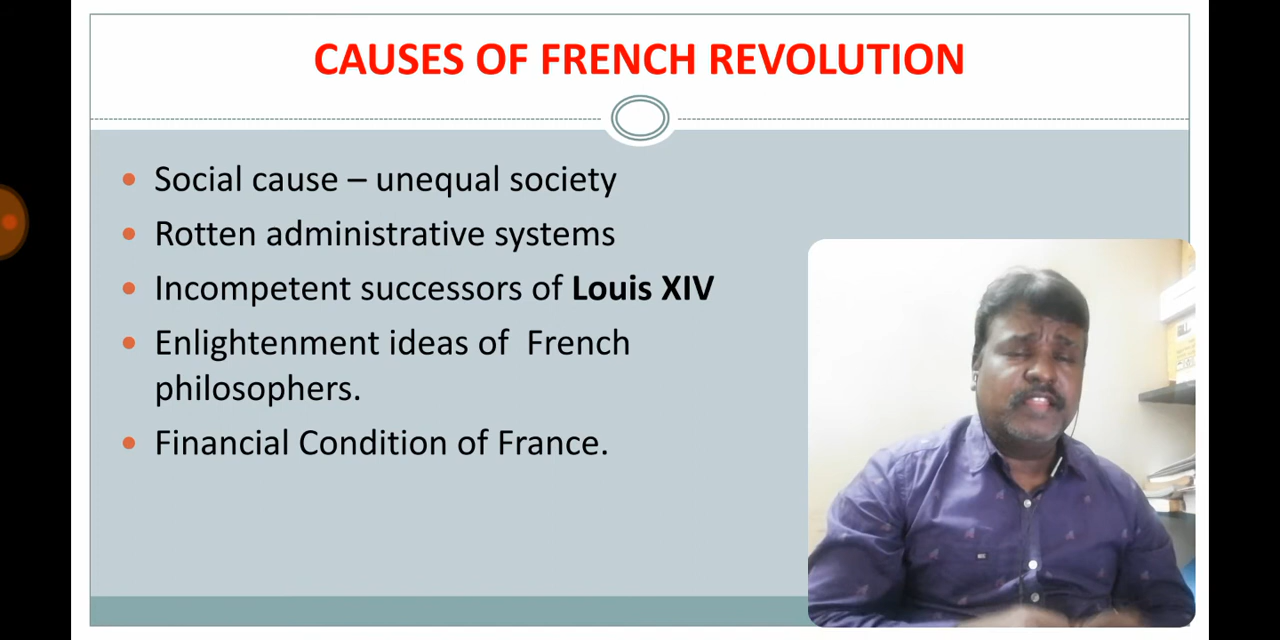 CAUSES OF FRENCH REVOLUTION
• Social cause – unequal society
• Rotten administrative systems
• Incompetent successors of Louis XIV
• Enlightenment ideas of  French
philosophers.
• Financial Condition of France.